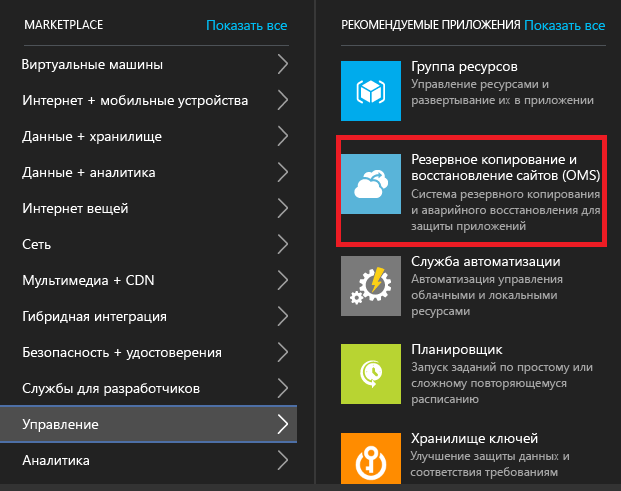 MARKETPLACE
Показать все
Виртуальные машины
Интернет + мобильные устройства
Данные + хранилище
Данные + аналитика
Интернет вещей
Сеть
Мультимедиа + CDN
Гибридная интеграция
Безопасность + удостоверения
Службы для разработчиков
Управление
Аналитика
РЕКОМЕНДУЕМЫЕ ПРИЛОЖЕНИЯ
Показать все
Группа ресурсов
Управление ресурсами и
развертывание их в приложении
Резервное копирование и
восстановление сайтов (OMS)
Система резервного копирования
и аварийного восстановления для
защиты приложений
Служба автоматизации
Автоматизация управления
облачными и локальными
ресурсами
Планировщик
Запуск заданий по простому или
сложному повторяющемуся
расписанию
Хранилище ключей
Улучшение защиты данных и
соответствия требованиям